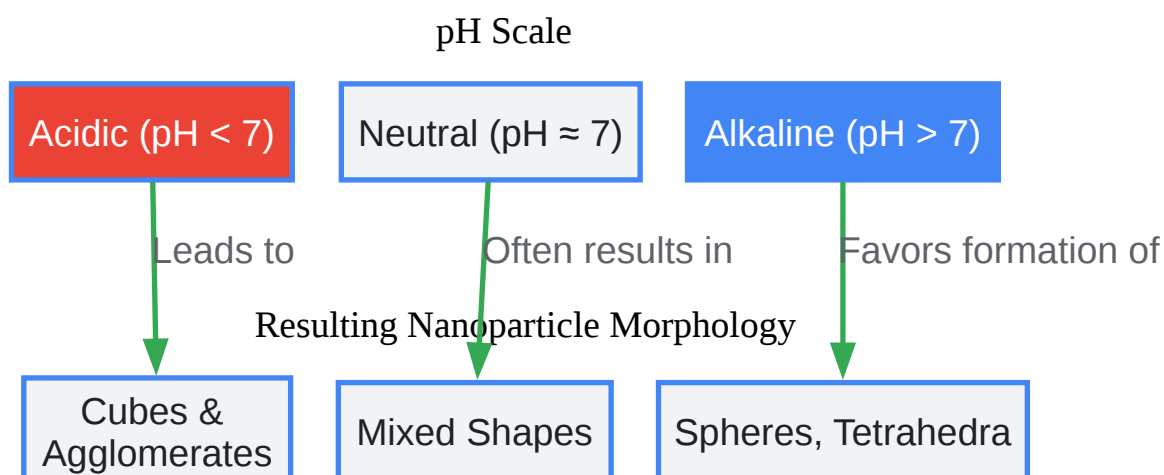 pH Scale
Acidic (pH < 7)
Neutral (pH ≈ 7)
Alkaline (pH > 7)
Leads to
Often results in
Favors formation of
Resulting Nanoparticle Morphology
Cubes &
Agglomerates
Mixed Shapes
Spheres, Tetrahedra